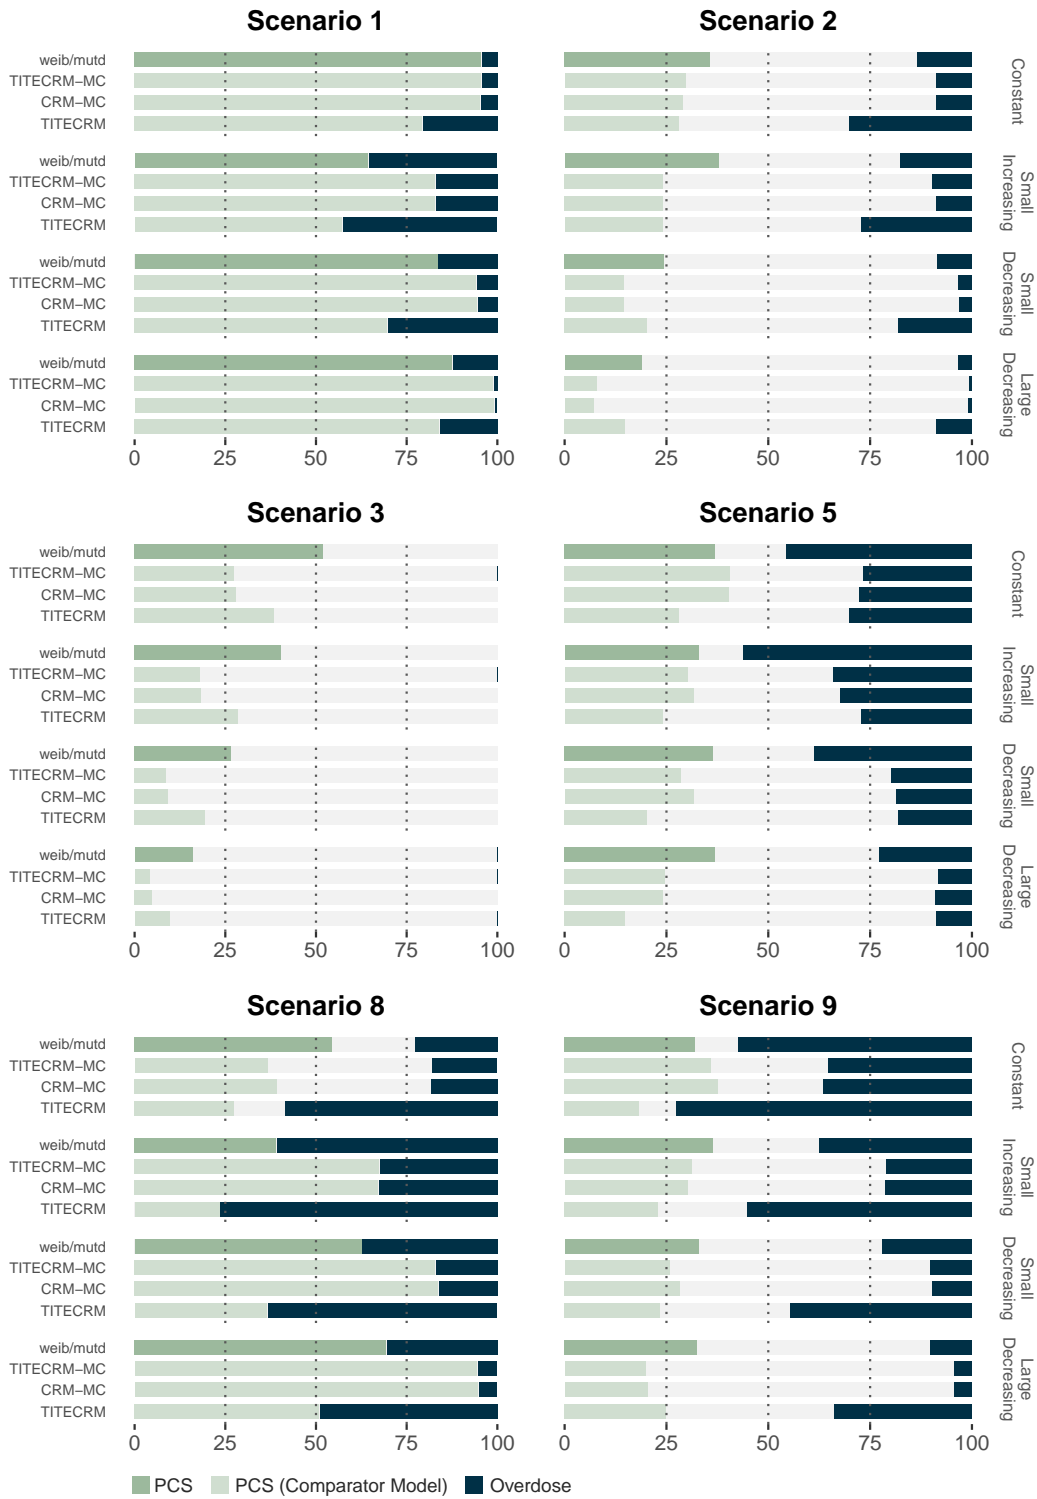 Scenario 1
Scenario 2
weib/mutd
TITECRM−MC
CRM−MC
TITECRM
Constant
weib/mutd
TITECRM−MC
CRM−MC
TITECRM
Small
Increasing
weib/mutd
TITECRM−MC
CRM−MC
TITECRM
Small
Decreasing
weib/mutd
TITECRM−MC
CRM−MC
TITECRM
Large
Decreasing
0 25 50 75 100
0 25 50 75 100
Scenario 3
Scenario 5
weib/mutd
TITECRM−MC
CRM−MC
TITECRM
Constant
weib/mutd
TITECRM−MC
CRM−MC
TITECRM
Small
Increasing
weib/mutd
TITECRM−MC
CRM−MC
TITECRM
Small
Decreasing
weib/mutd
TITECRM−MC
CRM−MC
TITECRM
Large
Decreasing
0 25 50 75 100
0 25 50 75 100
Scenario 8
Scenario 9
weib/mutd
TITECRM−MC
CRM−MC
TITECRM
Constant
weib/mutd
TITECRM−MC
CRM−MC
TITECRM
Small
Increasing
weib/mutd
TITECRM−MC
CRM−MC
TITECRM
Small
Decreasing
weib/mutd
TITECRM−MC
CRM−MC
TITECRM
Large
Decreasing
0 25 50 75 100
0 25 50 75 100
PCS PCS (Comparator Model) Overdose